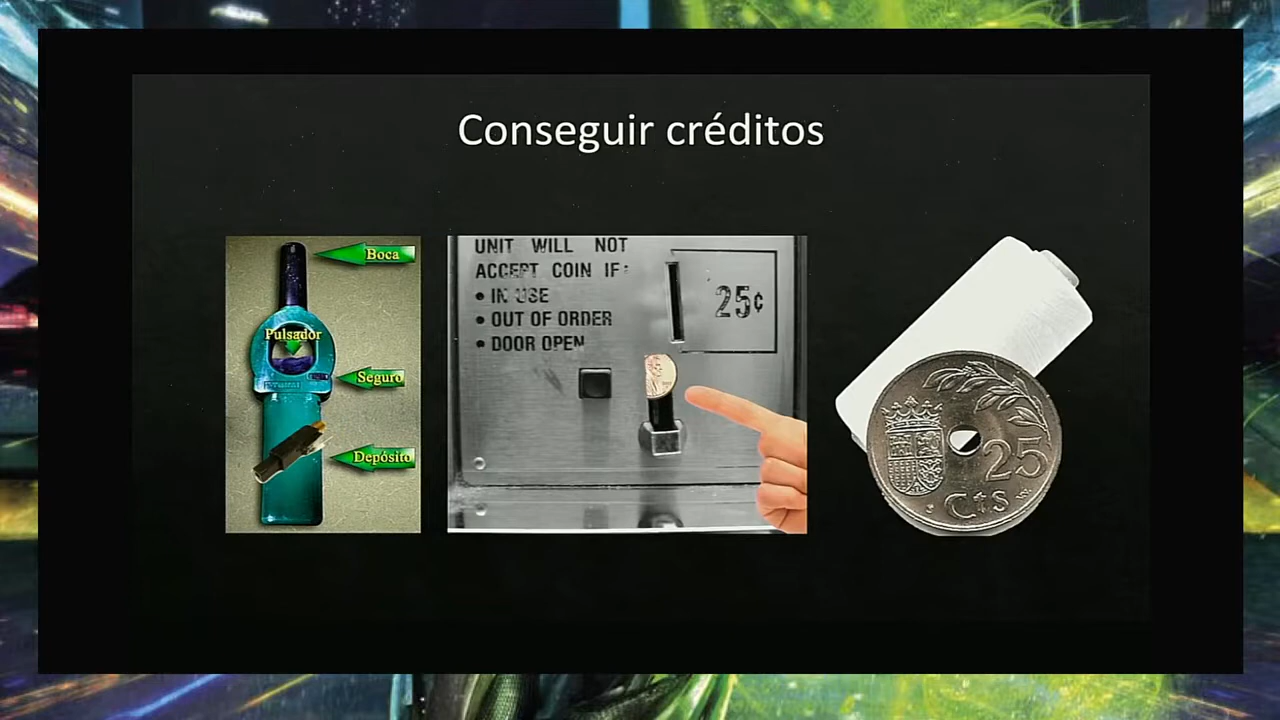 Conseguir créditos
Boca
Pulsador
Seguro
Depósito
UNIT WILL NOT
ACCEPT COIN IF:
• IN USE
• OUT OF ORDER
• DOOR OPEN
25¢
25
Cts